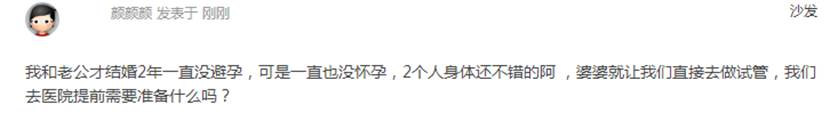 颜颜颜 发表于 刚刚 沙发
我和老公才结婚2年一直没避孕，可是一直也没怀孕，2个人身体还不错的阿 ，婆婆就让我们直接去做试管，我们
去医院提前需要准备什么吗？